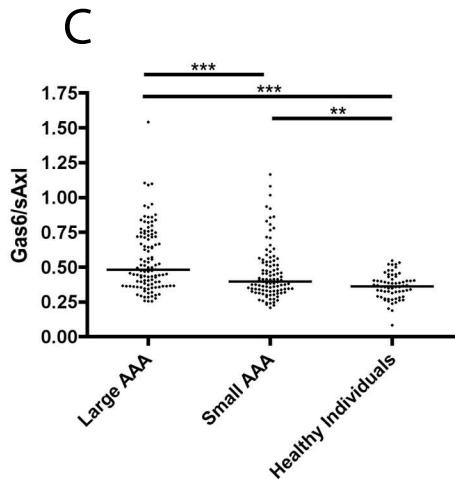 C
***
***
**
Gas6/sAxl
1.75
1.50
1.25
1.00
0.75
0.50
0.25
0.00
Large AAA
Small AAA
Healthy Individuals